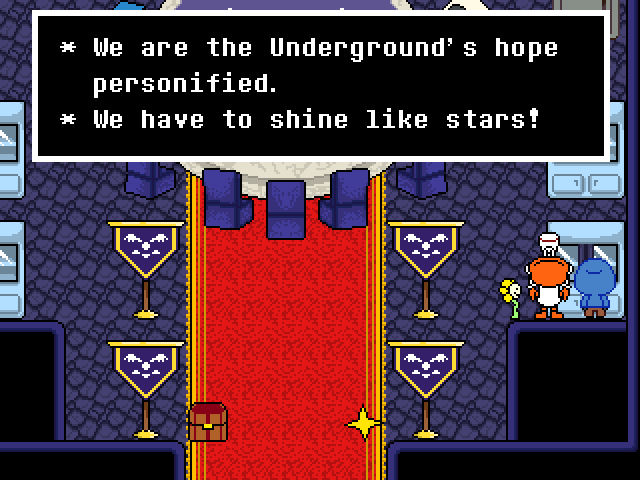 * We are the Underground's hope
personified.
* We have to shine like stars!